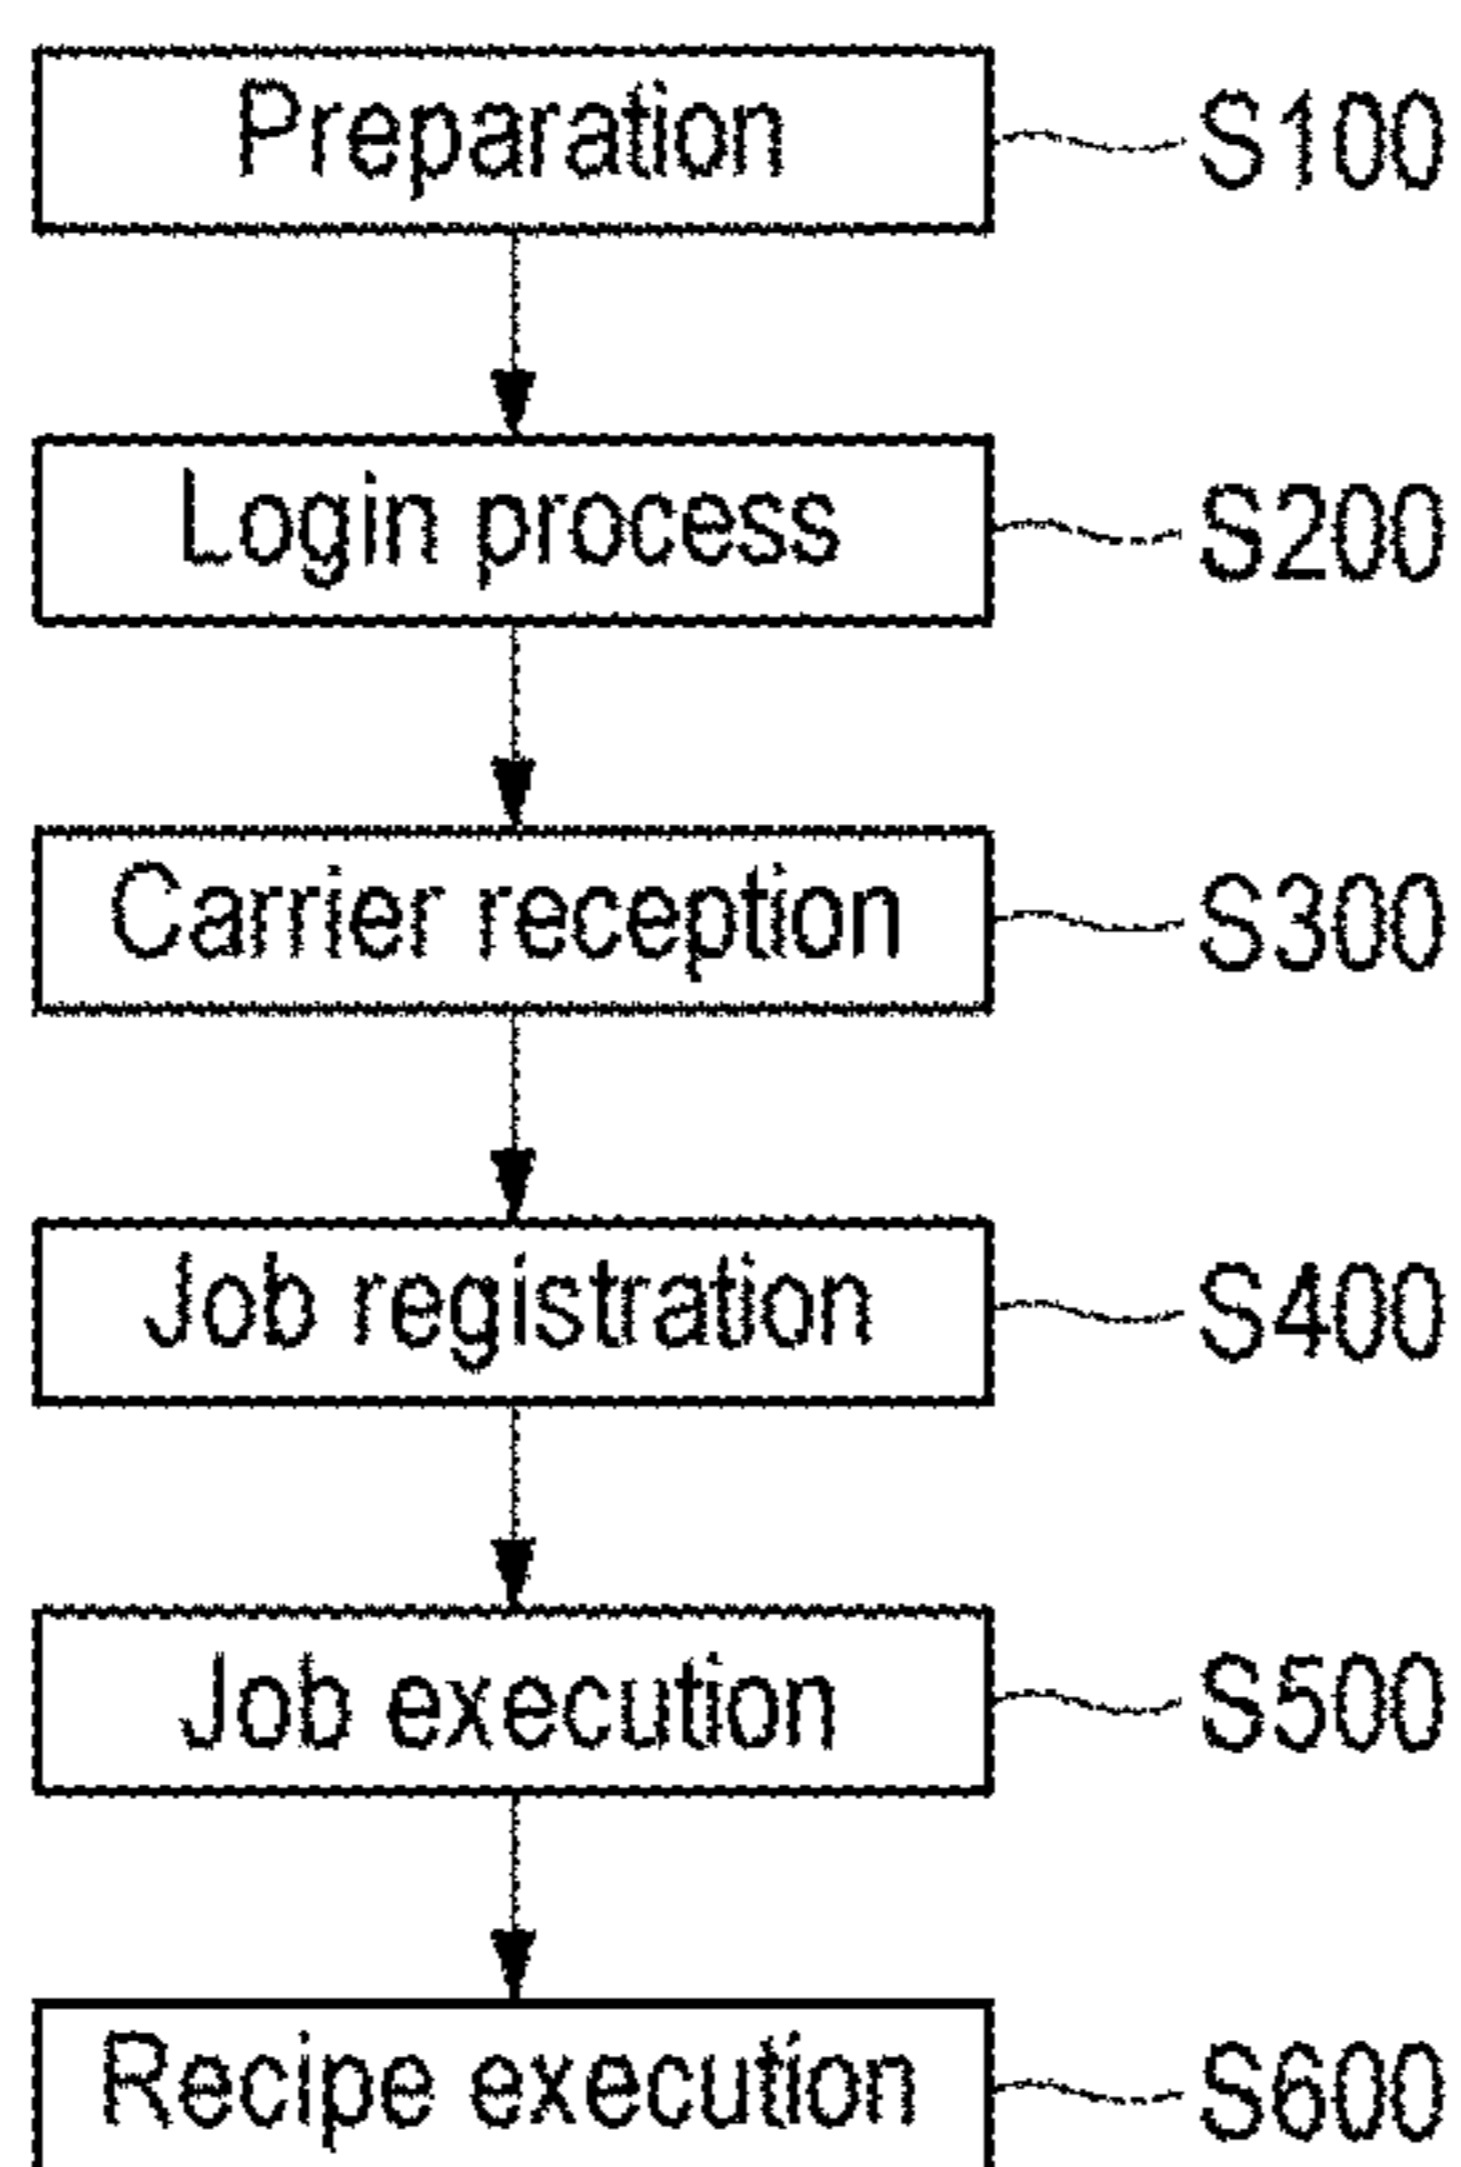 Preparation S100
Login process S200
Carrier reception S300
Job registration S400
Job execution S500
Recipe execution S600